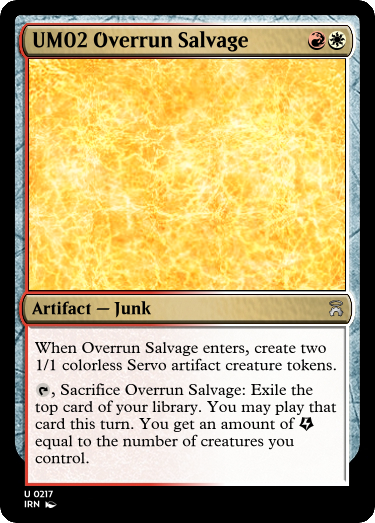 UM02 Overrun Salvage
Artifact — Junk
When Overrun Salvage enters, create two
1/1 colorless Servo artifact creature tokens.
, Sacrifice Overrun Salvage: Exile the
top card of your library. You may play that
card this turn. You get an amount of
equal to the number of creatures you
control.
U 0217
IRN